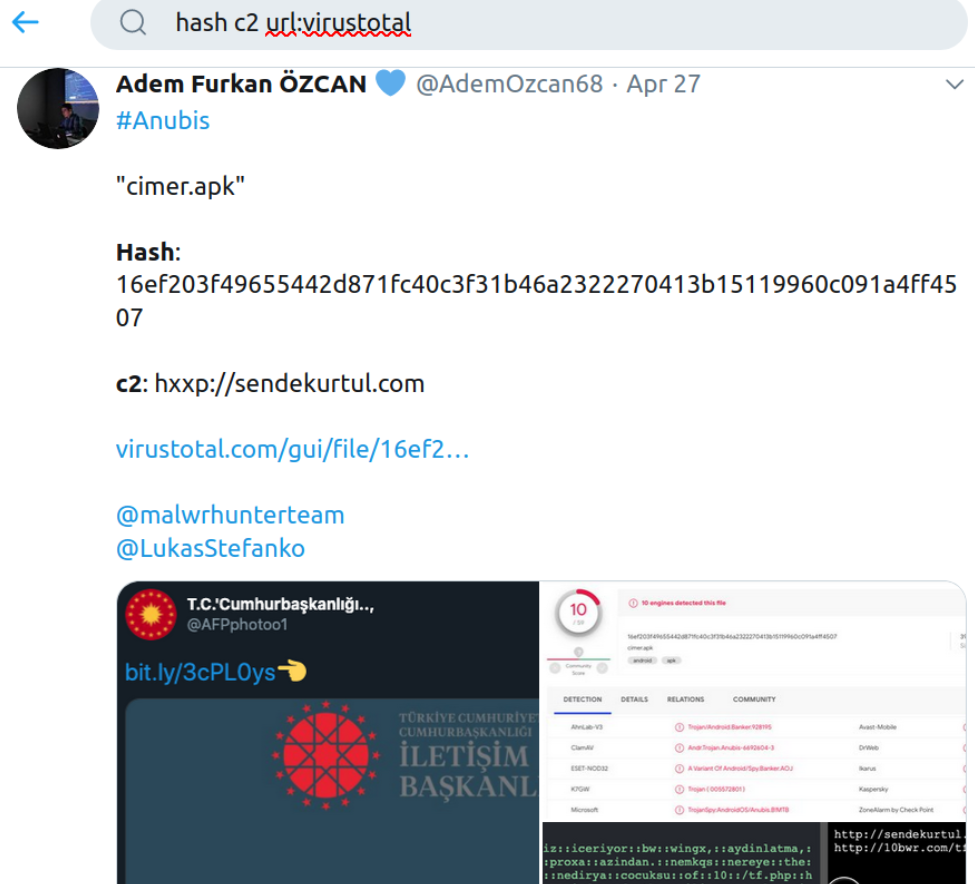 hash c2 url:virustotal
Adem Furkan ÖZCAN 💙 @AdemOzcan68 · Apr 27
#Anubis
"cimer.apk"
Hash:
16ef203f49655442d871fc40c3f31b46a2322270413b15119960c091a4ff45
07
c2: hxxp://sendekurtul.com
virustotal.com/gui/file/16ef2…
@malwrhunterteam
@LukasStefanko
T.C.'Cumhurbaşkanlığı..,
@AFPphotoo1
bit.ly/3cPL0ys👈
TÜRKİYE CUMHURİYE
CUMHURBAŞKANLIĞI
İLETİŞİM
BAŞKANL
10
/ 59
Community
Score
10 engines detected this file
16ef203f49655442d871fc40c3f31b46a2322270413b15119960c091a4ff4507
cimer.apk
android apk
DETECTION DETAILS RELATIONS COMMUNITY
AhnLab-V3 Trojan/Android.Banker.928195 Avast-Mobile
ClamAV Andr.Trojan.Anubis-6692604-3 DrWeb
ESET-NOD32 A Variant Of Android/Spy.Banker.AOJ Ikarus
K7GW Trojan ( 005572801 ) Kaspersky
Microsoft TrojanSpy:AndroidOS/Anubis.B!MTB ZoneAlarm by Check Point
iz::iceriyor::bw::wingx,::aydinlatma,:
:proxa::azindan.::nemkqs::nereye::the:
::nedirya::cocuksu::of::10::/tf.php::h
http://sendekurtul.
http://10bwr.com/tf